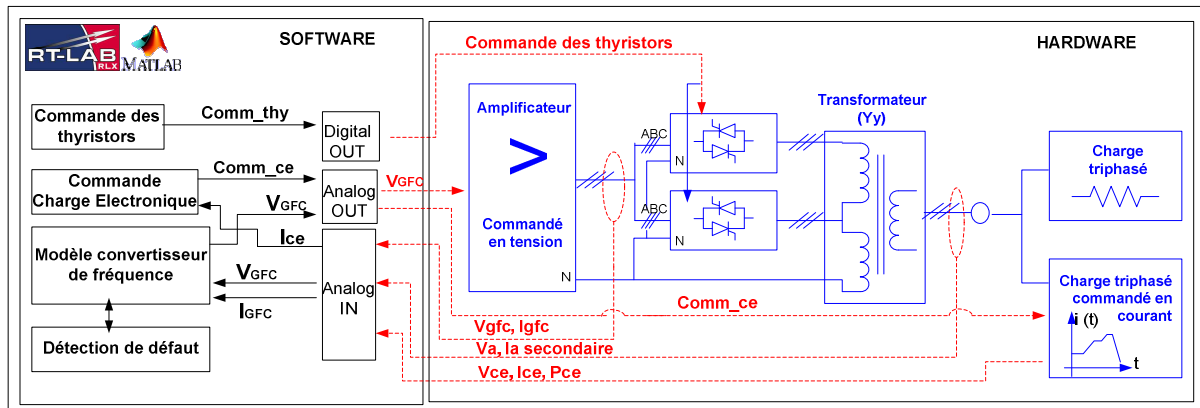 RT-LAB
RLX
MATLAB
SOFTWARE
Commande des
thyristors
Comm_thy
Digital
OUT
Commande
Charge Electronique
Comm_ce
VGFC
Analog
OUT
Ice
Modèle convertisseur
de fréquence
VGFC
IGFC
Analog
IN
Détection de défaut
HARDWARE
Commande des thyristors
VGFC
Amplificateur
>
Commandé
en tension
N
ABC
N
ABC
N
Transformateur
(Yy)
Charge
triphasé
Charge triphasé
commandé en
courant
i (t)
t
Comm_ce
Vgfc, Igfc
Va, Ia secondaire
Vce, Ice, Pce